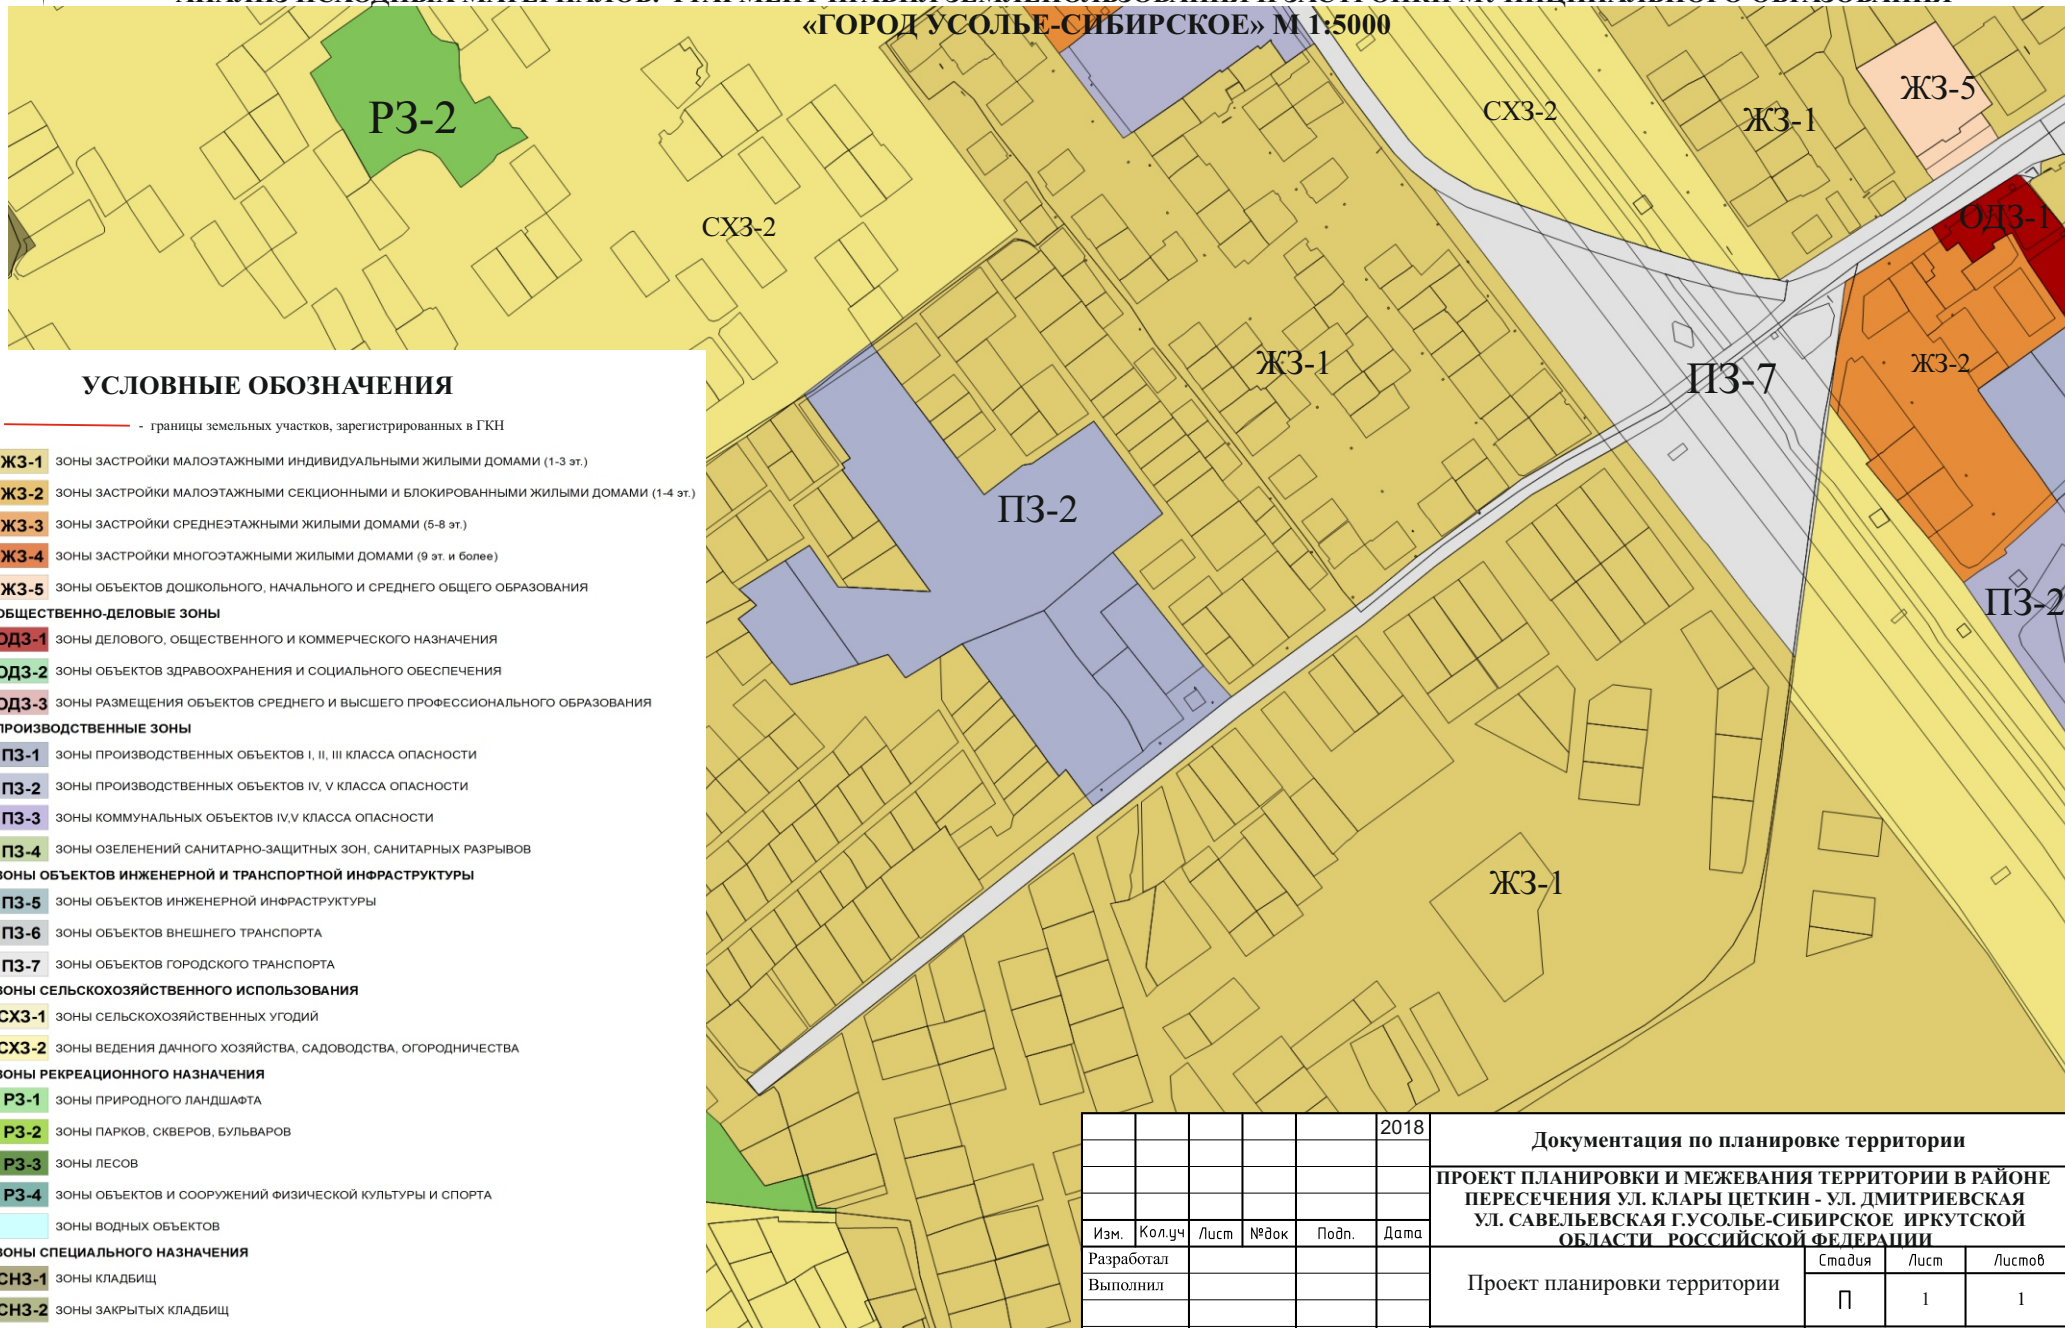 «ГОРОД УСОЛЬЕ-СИБИРСКОЕ» М 1:5000
РЗ-2
СХЗ-2
СХЗ-2
ЖЗ-1
ЖЗ-5
ОДЗ-1
ЖЗ-1
ПЗ-7
ЖЗ-2
ПЗ-2
ПЗ-2
ЖЗ-1
УСЛОВНЫЕ ОБОЗНАЧЕНИЯ
- границы земельных участков, зарегистрированных в ГКН
ЖЗ-1 ЗОНЫ ЗАСТРОЙКИ МАЛОЭТАЖНЫМИ ИНДИВИДУАЛЬНЫМИ ЖИЛЫМИ ДОМАМИ (1-3 эт.)
ЖЗ-2 ЗОНЫ ЗАСТРОЙКИ МАЛОЭТАЖНЫМИ СЕКЦИОННЫМИ И БЛОКИРОВАННЫМИ ЖИЛЫМИ ДОМАМИ (1-4 эт.)
ЖЗ-3 ЗОНЫ ЗАСТРОЙКИ СРЕДНЕЭТАЖНЫМИ ЖИЛЫМИ ДОМАМИ (5-8 эт.)
ЖЗ-4 ЗОНЫ ЗАСТРОЙКИ МНОГОЭТАЖНЫМИ ЖИЛЫМИ ДОМАМИ (9 эт. и более)
ЖЗ-5 ЗОНЫ ОБЪЕКТОВ ДОШКОЛЬНОГО, НАЧАЛЬНОГО И СРЕДНЕГО ОБЩЕГО ОБРАЗОВАНИЯ
ОБЩЕСТВЕННО-ДЕЛОВЫЕ ЗОНЫ
ОДЗ-1 ЗОНЫ ДЕЛОВОГО, ОБЩЕСТВЕННОГО И КОММЕРЧЕСКОГО НАЗНАЧЕНИЯ
ОДЗ-2 ЗОНЫ ОБЪЕКТОВ ЗДРАВООХРАНЕНИЯ И СОЦИАЛЬНОГО ОБЕСПЕЧЕНИЯ
ОДЗ-3 ЗОНЫ РАЗМЕЩЕНИЯ ОБЪЕКТОВ СРЕДНЕГО И ВЫСШЕГО ПРОФЕССИОНАЛЬНОГО ОБРАЗОВАНИЯ
ПРОИЗВОДСТВЕННЫЕ ЗОНЫ
ПЗ-1 ЗОНЫ ПРОИЗВОДСТВЕННЫХ ОБЪЕКТОВ I, II, III КЛАССА ОПАСНОСТИ
ПЗ-2 ЗОНЫ ПРОИЗВОДСТВЕННЫХ ОБЪЕКТОВ IV, V КЛАССА ОПАСНОСТИ
ПЗ-3 ЗОНЫ КОММУНАЛЬНЫХ ОБЪЕКТОВ IV,V КЛАССА ОПАСНОСТИ
ПЗ-4 ЗОНЫ ОЗЕЛЕНЕНИЙ САНИТАРНО-ЗАЩИТНЫХ ЗОН, САНИТАРНЫХ РАЗРЫВОВ
ЗОНЫ ОБЪЕКТОВ ИНЖЕНЕРНОЙ И ТРАНСПОРТНОЙ ИНФРАСТРУКТУРЫ
ПЗ-5 ЗОНЫ ОБЪЕКТОВ ИНЖЕНЕРНОЙ ИНФРАСТРУКТУРЫ
ПЗ-6 ЗОНЫ ОБЪЕКТОВ ВНЕШНЕГО ТРАНСПОРТА
ПЗ-7 ЗОНЫ ОБЪЕКТОВ ГОРОДСКОГО ТРАНСПОРТА
ЗОНЫ СЕЛЬСКОХОЗЯЙСТВЕННОГО ИСПОЛЬЗОВАНИЯ
СХЗ-1 ЗОНЫ СЕЛЬСКОХОЗЯЙСТВЕННЫХ УГОДИЙ
СХЗ-2 ЗОНЫ ВЕДЕНИЯ ДАЧНОГО ХОЗЯЙСТВА, САДОВОДСТВА, ОГОРОДНИЧЕСТВА
ЗОНЫ РЕКРЕАЦИОННОГО НАЗНАЧЕНИЯ
РЗ-1 ЗОНЫ ПРИРОДНОГО ЛАНДШАФТА
РЗ-2 ЗОНЫ ПАРКОВ, СКВЕРОВ, БУЛЬВАРОВ
РЗ-3 ЗОНЫ ЛЕСОВ
РЗ-4 ЗОНЫ ОБЪЕКТОВ И СООРУЖЕНИЙ ФИЗИЧЕСКОЙ КУЛЬТУРЫ И СПОРТА
ЗОНЫ ВОДНЫХ ОБЪЕКТОВ
ЗОНЫ СПЕЦИАЛЬНОГО НАЗНАЧЕНИЯ
СНЗ-1 ЗОНЫ КЛАДБИЩ
СНЗ-2 ЗОНЫ ЗАКРЫТЫХ КЛАДБИЩ
2018
Изм. Кол.уч Лист №док Подп. Дата
Разработал
Выполнил
Документация по планировке территории
ПРОЕКТ ПЛАНИРОВКИ И МЕЖЕВАНИЯ ТЕРРИТОРИИ В РАЙОНЕ
ПЕРЕСЕЧЕНИЯ УЛ. КЛАРЫ ЦЕТКИН - УЛ. ДМИТРИЕВСКАЯ
УЛ. САВЕЛЬЕВСКАЯ Г.УСОЛЬЕ-СИБИРСКОЕ ИРКУТСКОЙ
ОБЛАСТИ РОССИЙСКОЙ ФЕДЕРАЦИИ
Проект планировки территории
Стадия Лист Листов
П 1 1